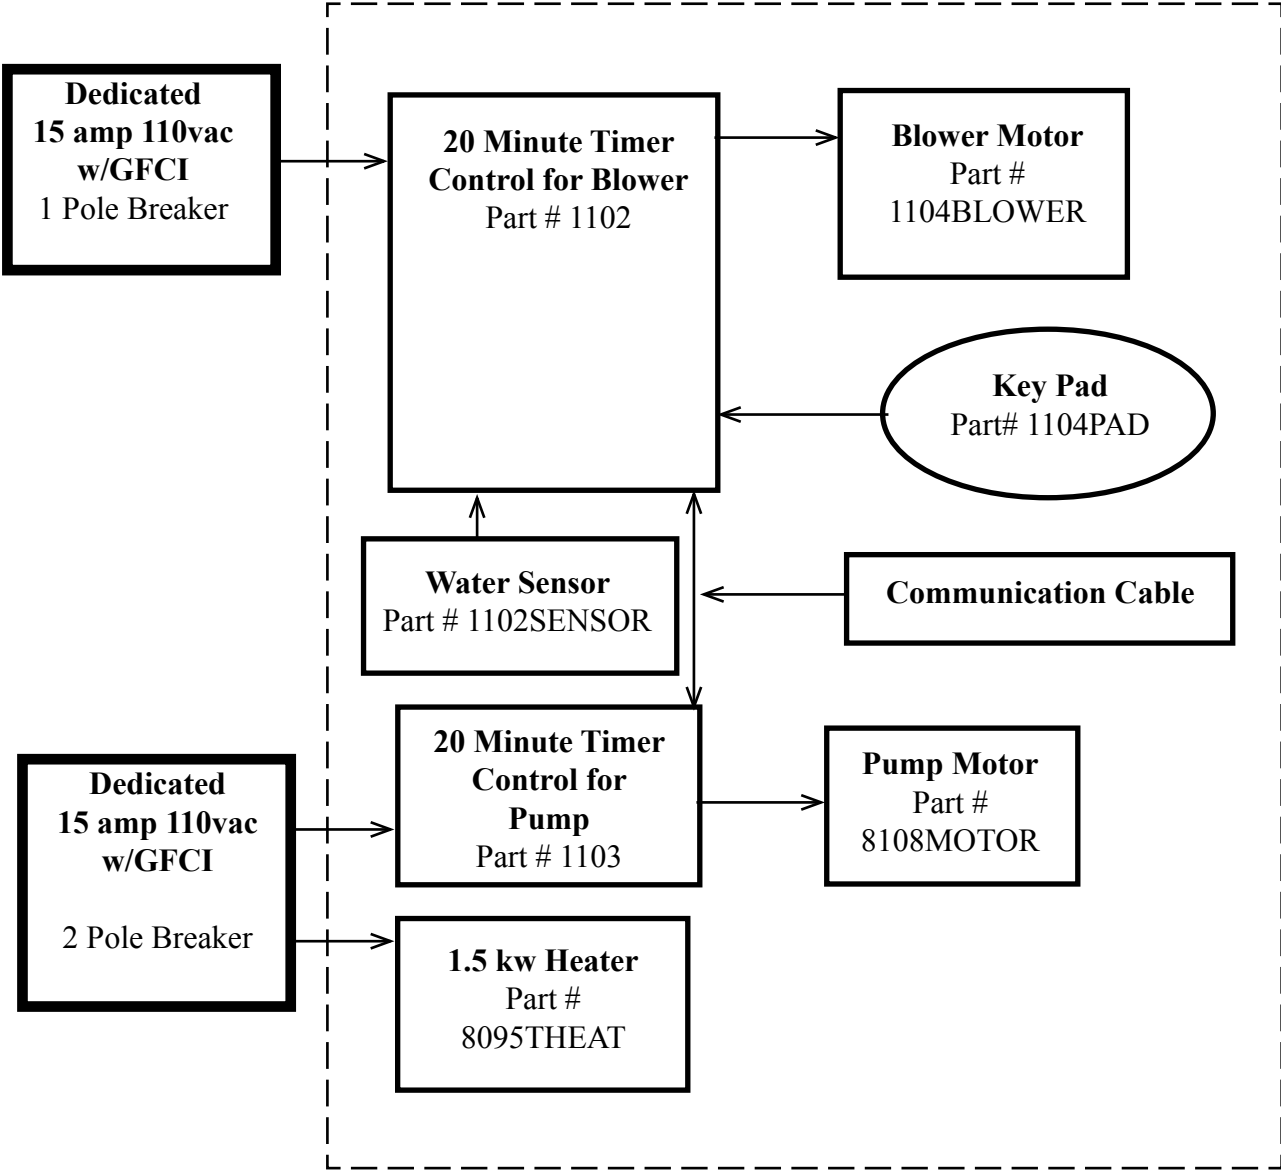 Dedicated
15 amp 110vac
w/GFCI
1 Pole Breaker
20 Minute Timer
Control for Blower
Part # 1102
Blower Motor
Part #
1104BLOWER
Key Pad
Part# 1104PAD
Water Sensor
Part # 1102SENSOR
Communication Cable
Dedicated
15 amp 110vac
w/GFCI
2 Pole Breaker
20 Minute Timer
Control for
Pump
Part # 1103
Pump Motor
Part #
8108MOTOR
1.5 kw Heater
Part #
8095THEAT